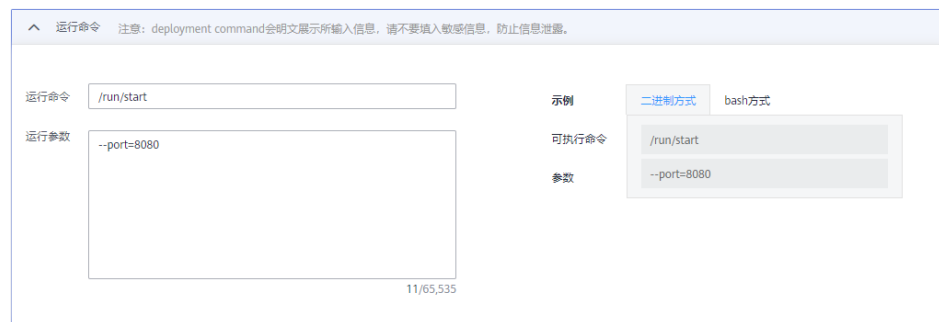 运行命令 注意：deployment command会明文展示所输入信息，请不要填入敏感信息，防止信息泄露。
运行命令 /run/start
运行参数 --port=8080
11/65,535
示例 二进制方式 bash方式
可执行命令 /run/start
参数 --port=8080